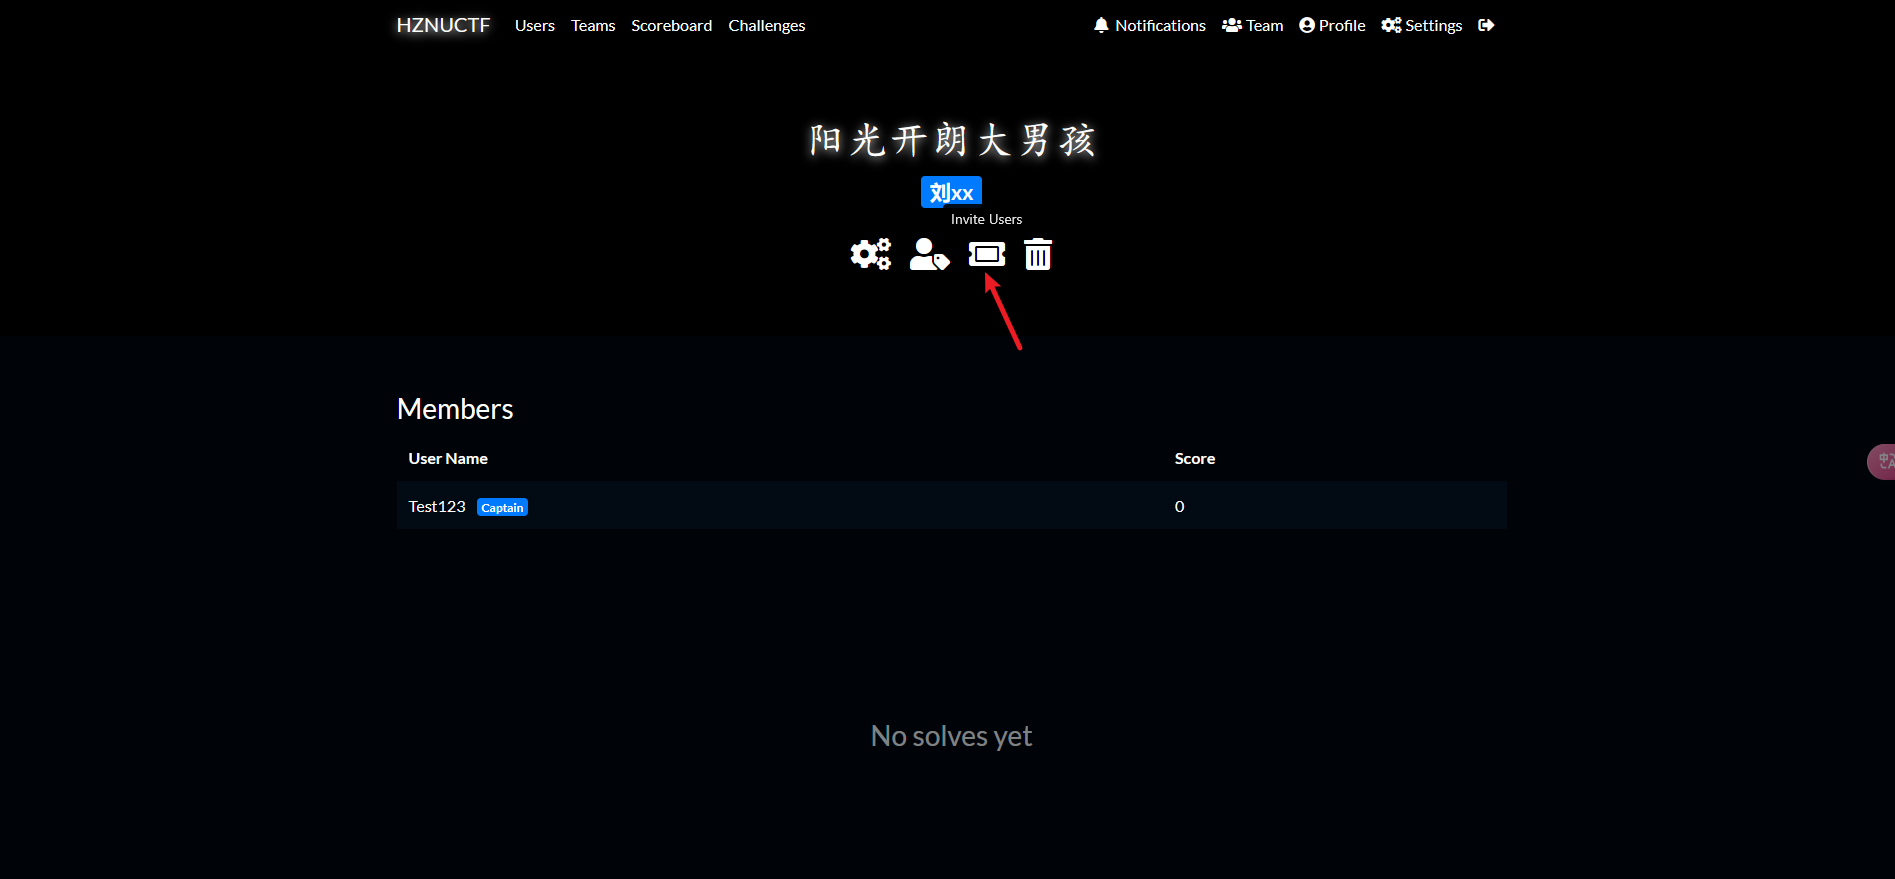 HZNUCTF Users Teams Scoreboard Challenges Notifications Team Profile Settings
阳光开朗大男孩
刘xx
Invite Users
Members
User Name Score
Test123 Captain 0
No solves yet